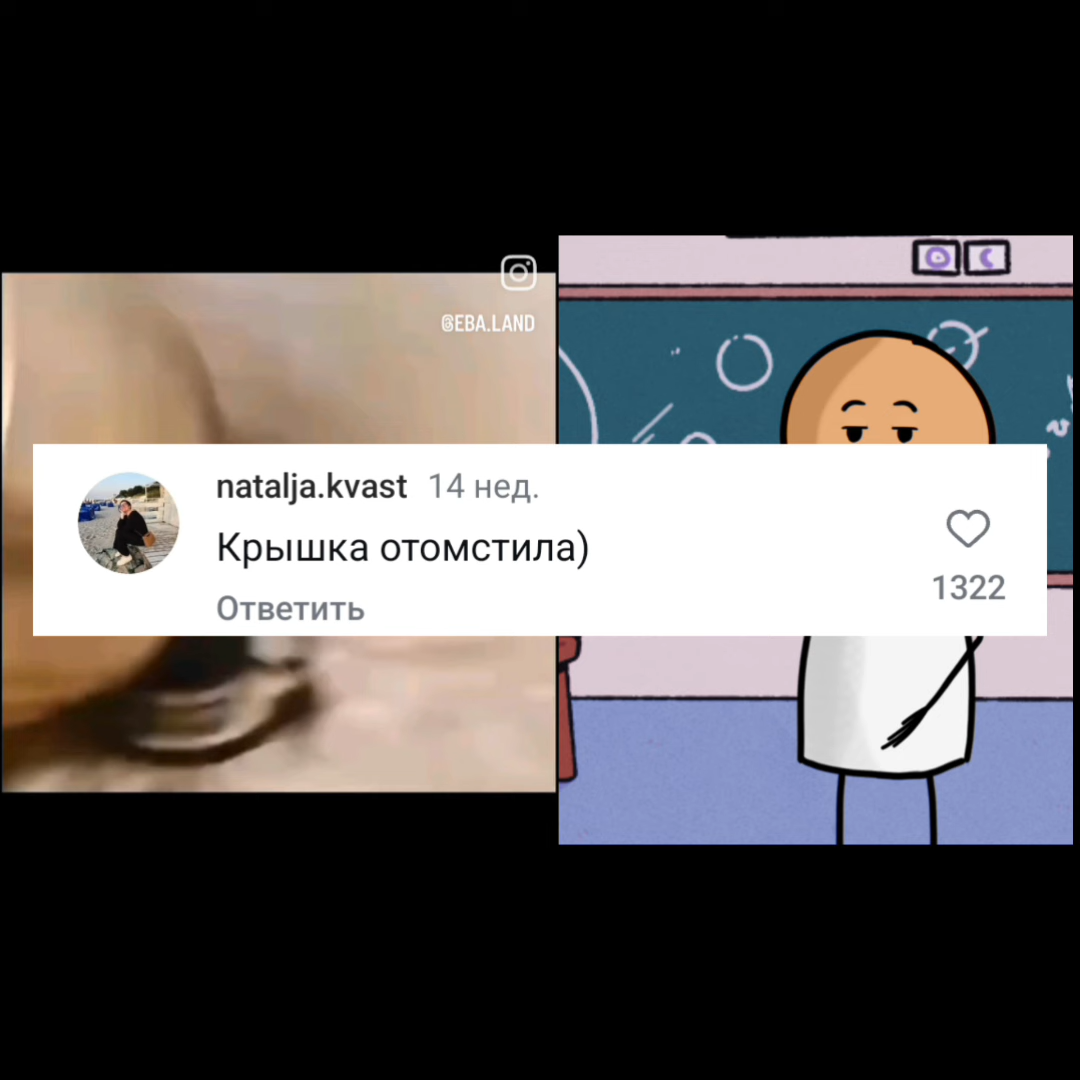 @EBA.LAND
natalja.kvast 14 нед.
Крышка отомстила)
1322
Ответить